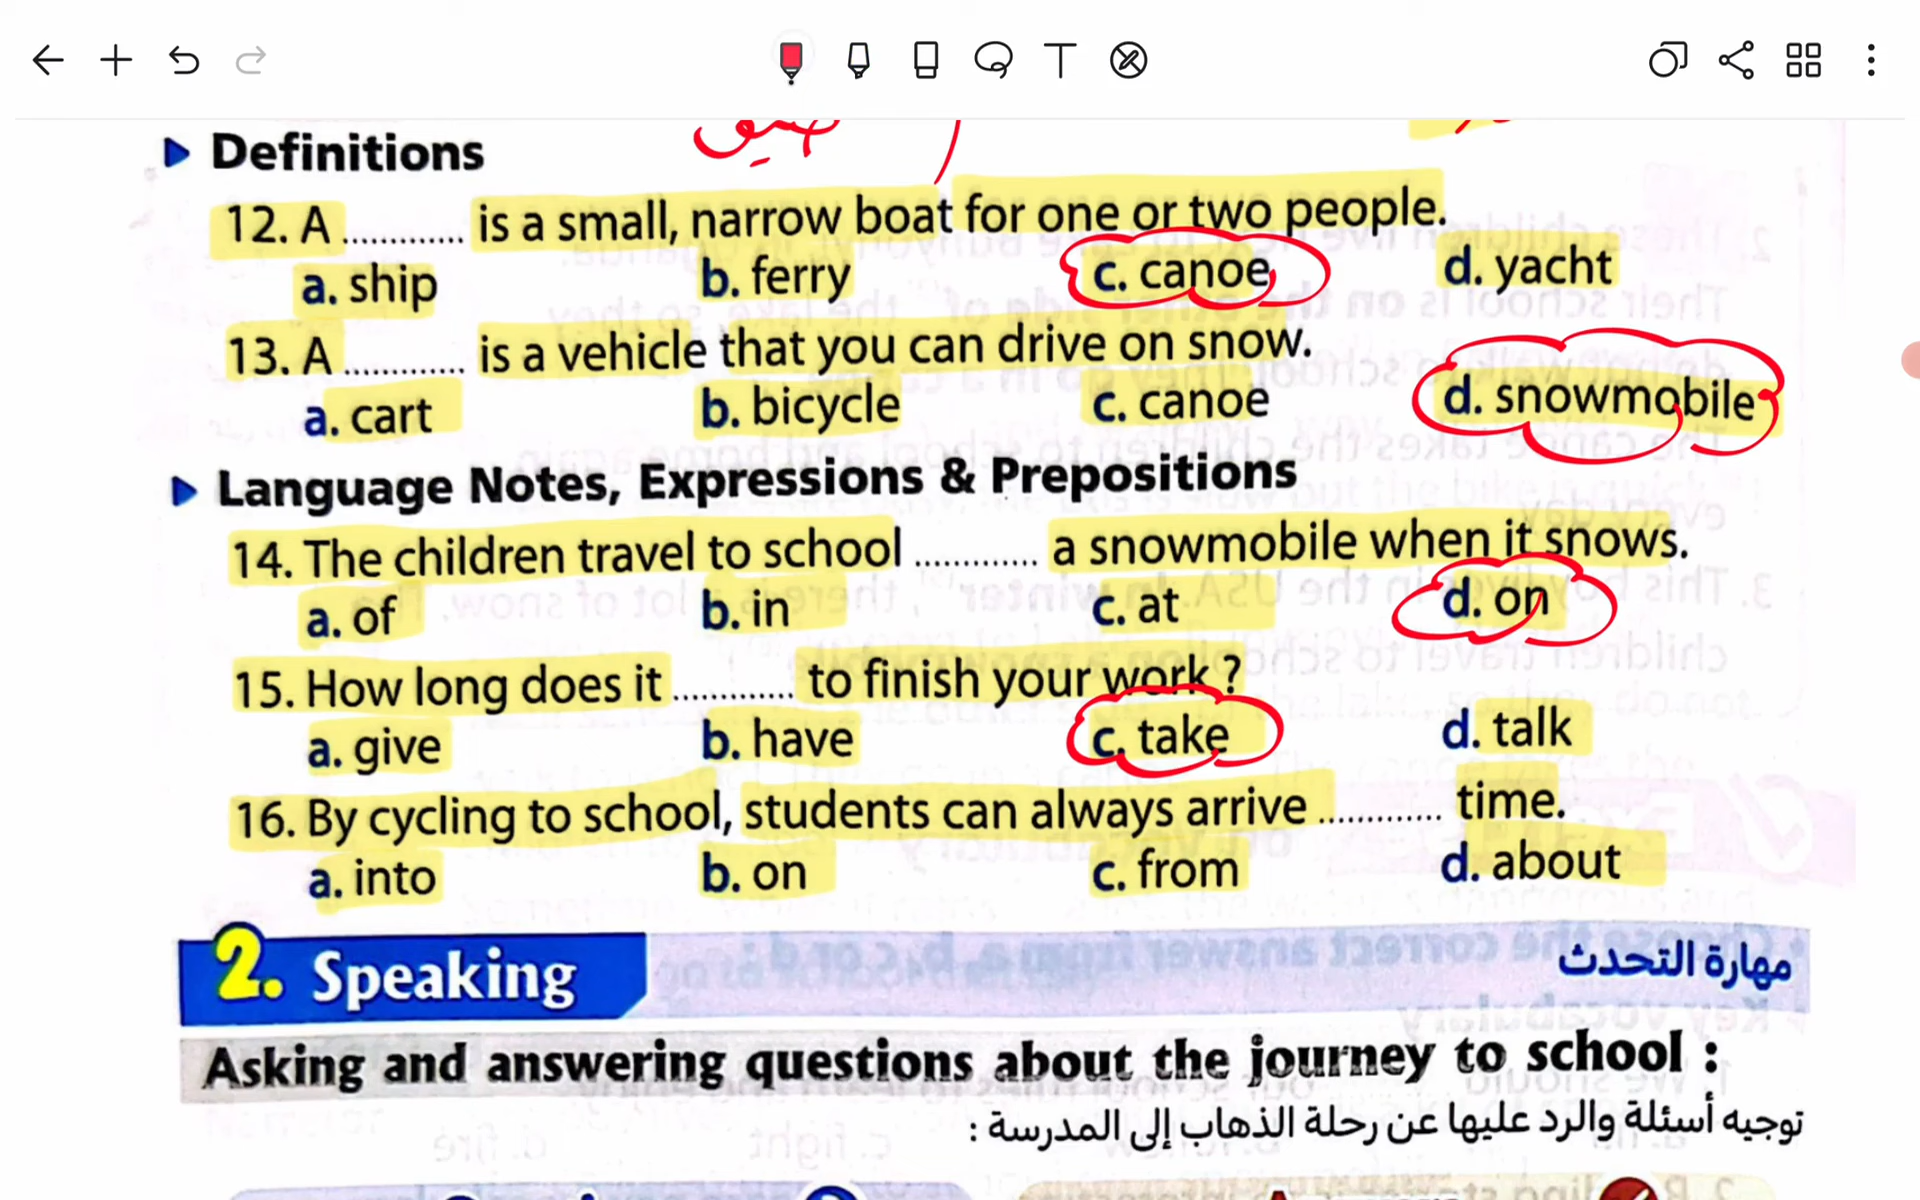 Definitions
12. A ............ is a small, narrow boat for one or two people.
a. ship b. ferry c. canoe d. yacht
13. A ............ is a vehicle that you can drive on snow.
a. cart b. bicycle c. canoe d. snowmobile
Language Notes, Expressions & Prepositions
14. The children travel to school ............ a snowmobile when it snows.
a. of b. in c. at d. on
15. How long does it ............ to finish your work ?
a. give b. have c. take d. talk
16. By cycling to school, students can always arrive ............ time.
a. into b. on c. from d. about
2. Speaking مهارة التحدث
Asking and answering questions about the journey to school :
توجيه أسئلة والرد عليها عن رحلة الذهاب إلى المدرسة :